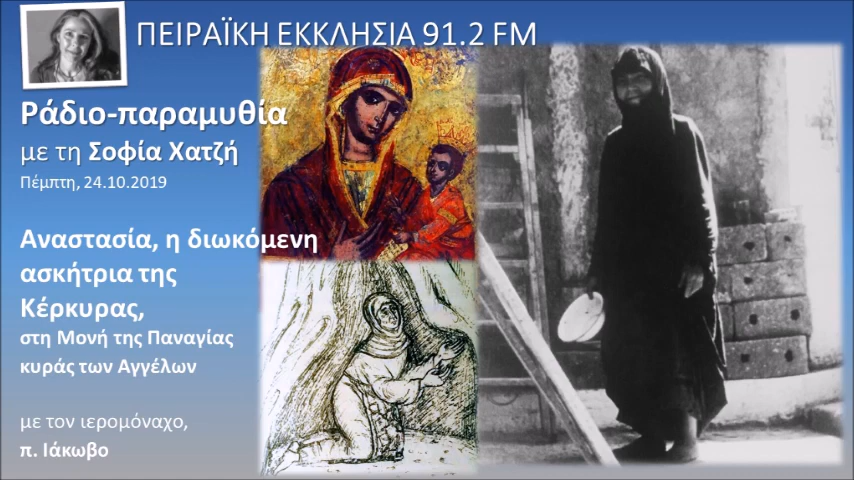 ΠΕΙΡΑΪΚΗ ΕΚΚΛΗΣΙΑ 91.2 FM
Ράδιο-παραμυθία
με τη Σοφία Χατζή
Πέμπτη, 24.10.2019
Αναστασία, η διωκόμενη
ασκήτρια της
Κέρκυρας,
στη Μονή της Παναγίας
κυράς των Αγγέλων
με τον ιερομόναχο,
π. Ιάκωβο